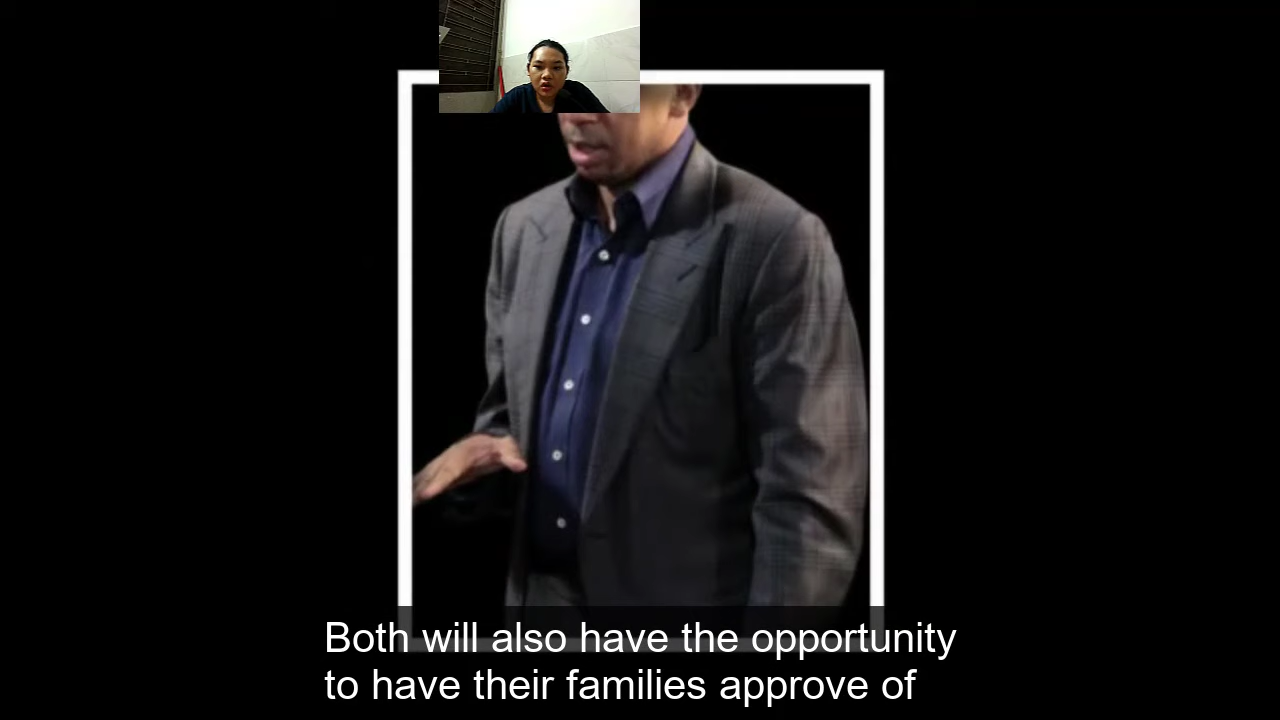 Both will also have the opportunity
to have their families approve of